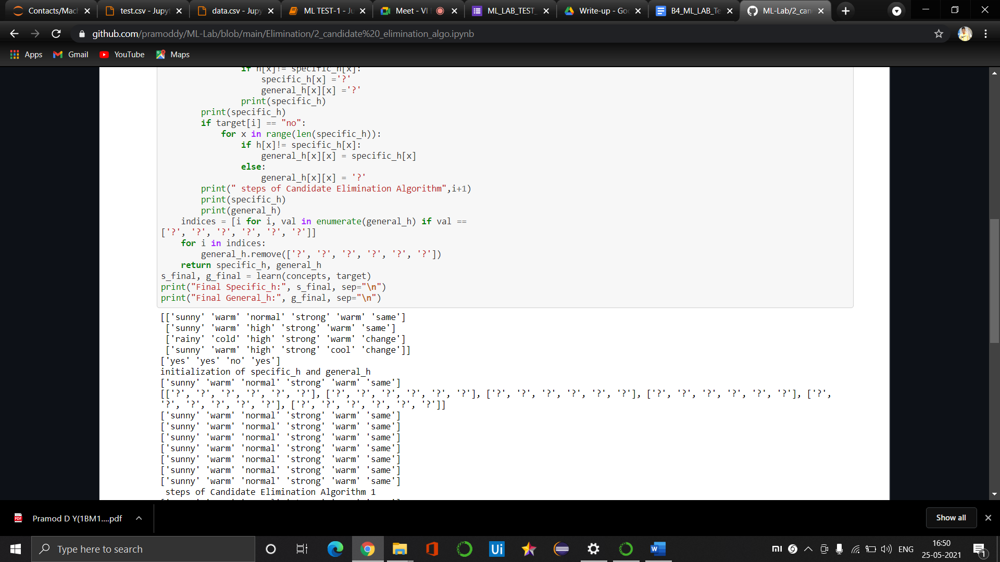 Contacts/Mac
test.csv - Jupyt
data.csv - Jupy
ML TEST-1 - Ju
Meet - VI
ML_LAB_TEST_
Write-up - Goo
B4_ML_LAB_Te
ML-Lab/2_can
github.com/pramoddy/ML-Lab/blob/main/Elimination/2_candidate%20_elimination_algo.ipynb
Apps Gmail YouTube Maps
if h[x]!= specific_h[x]:
specific_h[x] ='?'
general_h[x][x] ='?'
print(specific_h)
print(specific_h)
if target[i] == "no":
for x in range(len(specific_h)):
if h[x]!= specific_h[x]:
general_h[x][x] = specific_h[x]
else:
general_h[x][x] = '?'
print(" steps of Candidate Elimination Algorithm",i+1)
print(specific_h)
print(general_h)
indices = [i for i, val in enumerate(general_h) if val ==
['?', '?', '?', '?', '?', '?']]
for i in indices:
general_h.remove(['?', '?', '?', '?', '?', '?'])
return specific_h, general_h
s_final, g_final = learn(concepts, target)
print("Final Specific_h:", s_final, sep="\n")
print("Final General_h:", g_final, sep="\n")
[['sunny' 'warm' 'normal' 'strong' 'warm' 'same']
['sunny' 'warm' 'high' 'strong' 'warm' 'same']
['rainy' 'cold' 'high' 'strong' 'warm' 'change']
['sunny' 'warm' 'high' 'strong' 'cool' 'change']]
['yes' 'yes' 'no' 'yes']
initialization of specific_h and general_h
['sunny' 'warm' 'normal' 'strong' 'warm' 'same']
[['?', '?', '?', '?', '?', '?'], ['?', '?', '?', '?', '?', '?'], ['?', '?', '?', '?', '?', '?'], ['?', '?', '?', '?', '?', '?'], ['?',
'?', '?', '?', '?', '?'], ['?', '?', '?', '?', '?', '?']]
['sunny' 'warm' 'normal' 'strong' 'warm' 'same']
['sunny' 'warm' 'normal' 'strong' 'warm' 'same']
['sunny' 'warm' 'normal' 'strong' 'warm' 'same']
['sunny' 'warm' 'normal' 'strong' 'warm' 'same']
['sunny' 'warm' 'normal' 'strong' 'warm' 'same']
['sunny' 'warm' 'normal' 'strong' 'warm' 'same']
['sunny' 'warm' 'normal' 'strong' 'warm' 'same']
steps of Candidate Elimination Algorithm 1
Pramod D Y(1BM1....pdf
Show all
Type here to search
Ui
mi
ENG
16:50
25-05-2021
1